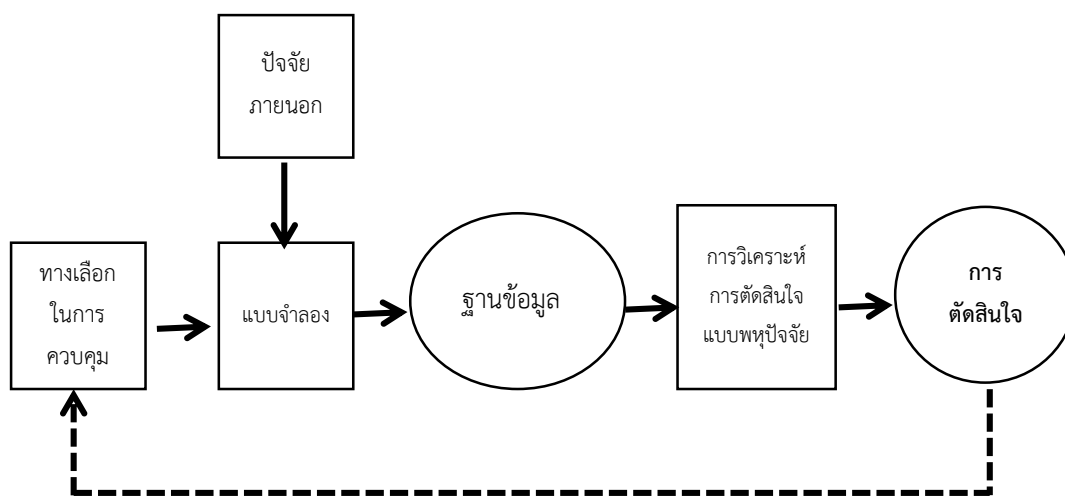 ปัจจัย
ภายนอก
ทางเลือก
ในการ
ควบคุม
แบบจำลอง
ฐานข้อมูล
การวิเคราะห์
การตัดสินใจ
แบบพหุปัจจัย
การ
ตัดสินใจ